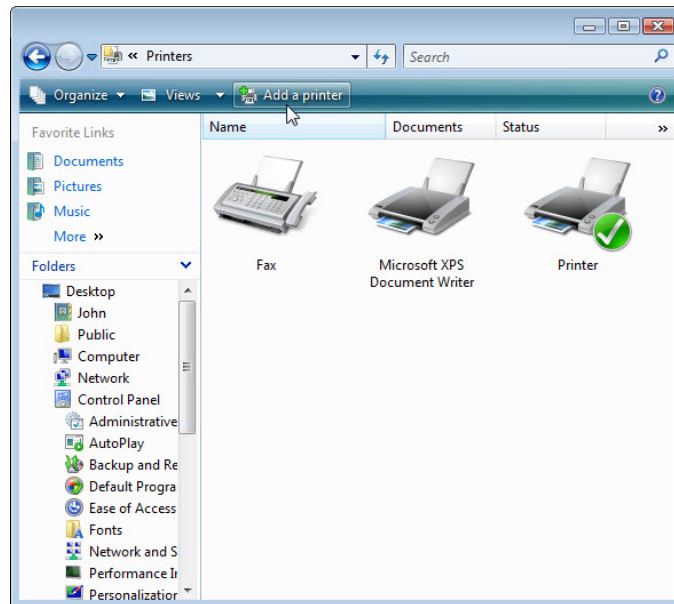 « Printers
Search
Organize Views Add a printer
Favorite Links
Documents
Pictures
Music
More »
Folders
Desktop
John
Public
Computer
Network
Control Panel
Administrative
AutoPlay
Backup and Re
Default Progra
Ease of Access
Fonts
Network and S
Performance Ir
Personalization
Name Documents Status »
Fax
Microsoft XPS
Document Writer
Printer